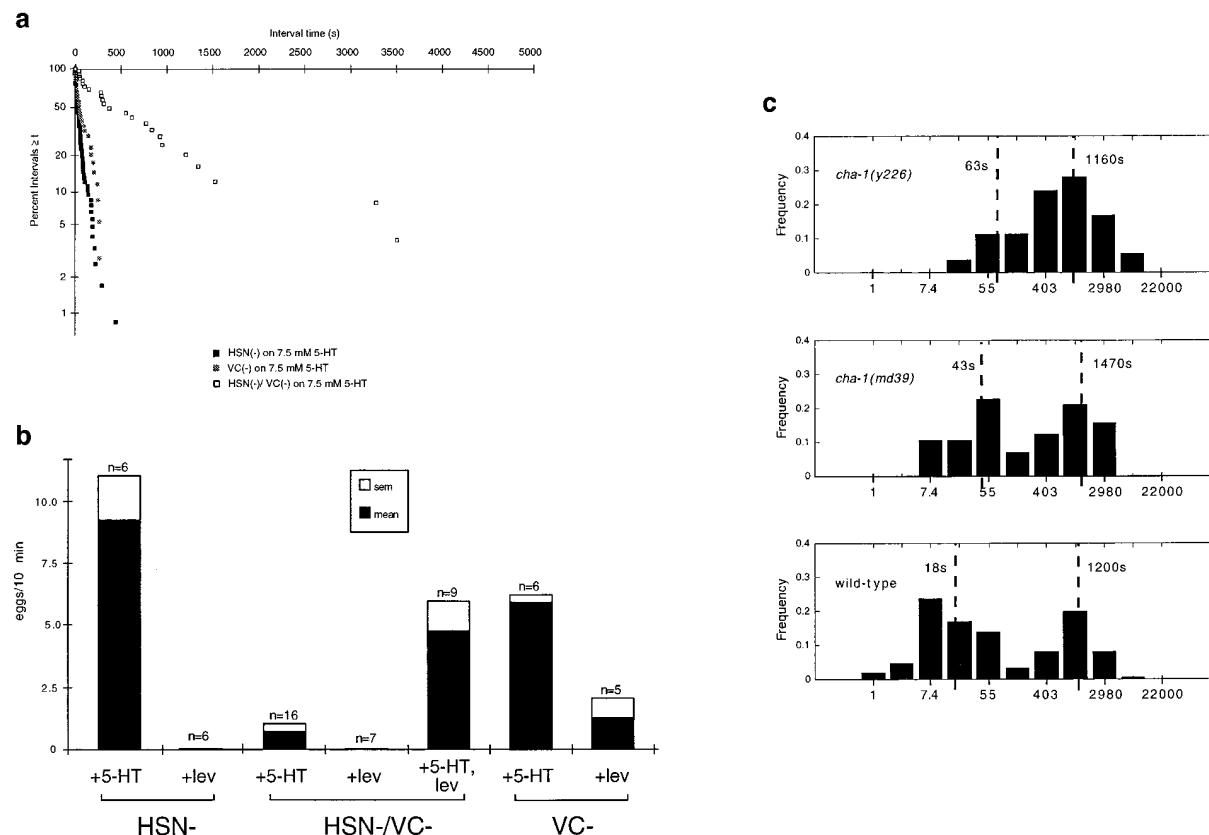 a
Interval time (s)
0 500 1000 1500 2000 2500 3000 3500 4000 4500 5000
Percent Intervals ≥ t
100
50
20
10
5
2
1
HSN(-) on 7.5 mM 5-HT
VC(-) on 7.5 mM 5-HT
HSN(-)/ VC(-) on 7.5 mM 5-HT
b
eggs/10 min
10.0
7.5
5.0
2.5
0
sem
mean
n=6
n=6
n=16
n=7
n=9
n=6
n=5
+5-HT +lev +5-HT +lev +5-HT, +5-HT +lev
lev
HSN- HSN-/VC- VC-
c
Frequency
0.4
0.3
0.2
0.1
0
cha-1(y226)
63s 1160s
1 7.4 55 403 2980 22000
Frequency
0.4
0.3
0.2
0.1
0
cha-1(md39)
43s 1470s
1 7.4 55 403 2980 22000
Frequency
0.4
0.3
0.2
0.1
0
wild-type
18s 1200s
1 7.4 55 403 2980 22000